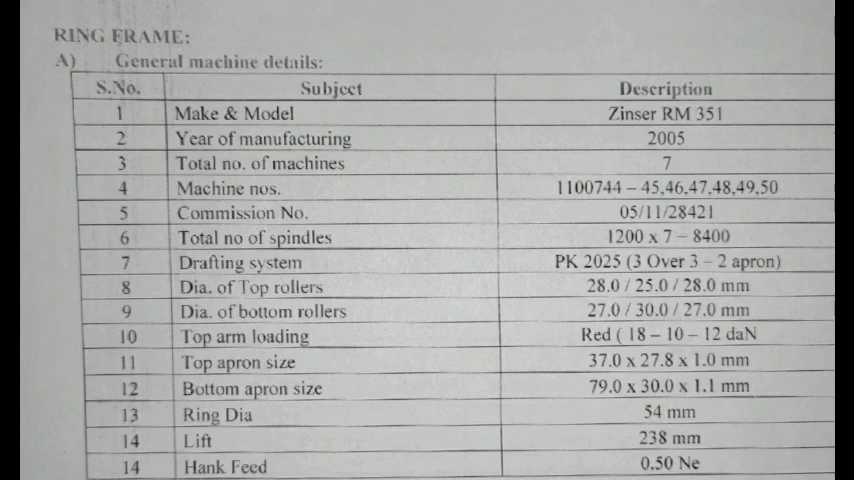 RING FRAME:
A) General machine details:
S.No. Subject Description
1 Make & Model Zinser RM 351
2 Year of manufacturing 2005
3 Total no. of machines 7
4 Machine nos. 1100744 – 45,46,47,48,49,50
5 Commission No. 05/11/28421
6 Total no of spindles 1200 x 7 – 8400
7 Drafting system PK 2025 (3 Over 3 – 2 apron)
8 Dia. of Top rollers 28.0 / 25.0 / 28.0 mm
9 Dia. of bottom rollers 27.0 / 30.0 / 27.0 mm
10 Top arm loading Red ( 18 – 10 – 12 daN
11 Top apron size 37.0 x 27.8 x 1.0 mm
12 Bottom apron size 79.0 x 30.0 x 1.1 mm
13 Ring Dia 54 mm
14 Lift 238 mm
14 Hank Feed 0.50 Ne